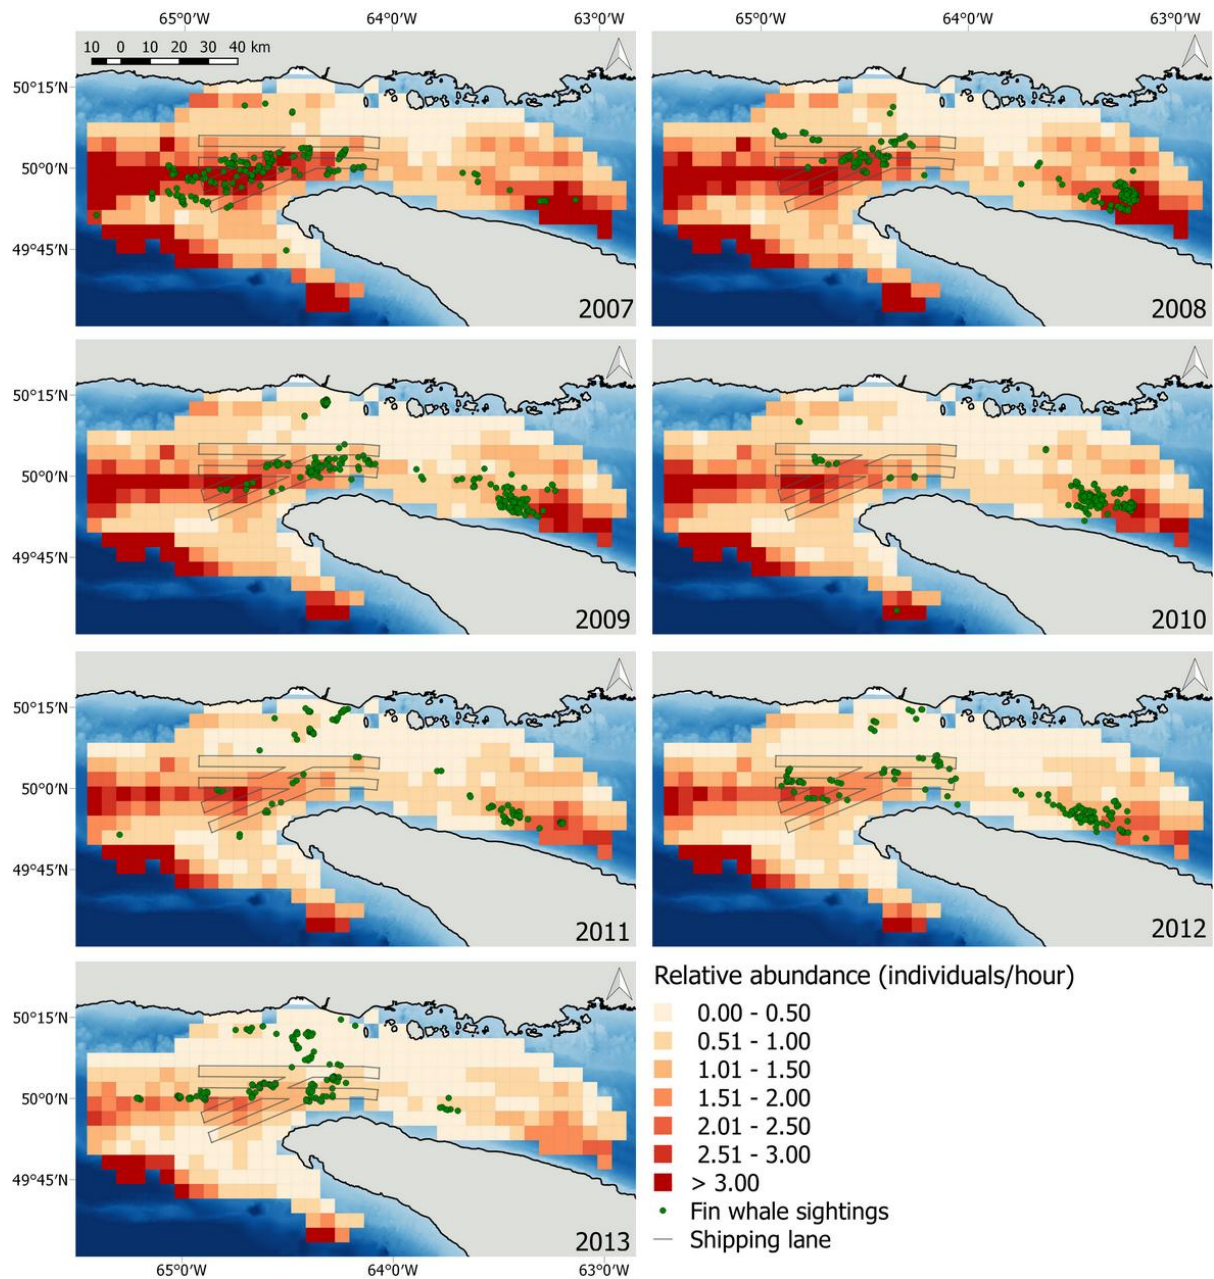 65°0'W 64°0'W 63°0'W 65°0'W 64°0'W 63°0'W
10 0 10 20 30 40 km
50°15'N
50°0'N
49°45'N
2007
2008
50°15'N
50°0'N
49°45'N
2009
2010
50°15'N
50°0'N
49°45'N
2011
2012
50°15'N
50°0'N
49°45'N
2013
65°0'W 64°0'W 63°0'W
Relative abundance (individuals/hour)
0.00 - 0.50
0.51 - 1.00
1.01 - 1.50
1.51 - 2.00
2.01 - 2.50
2.51 - 3.00
> 3.00
Fin whale sightings
Shipping lane